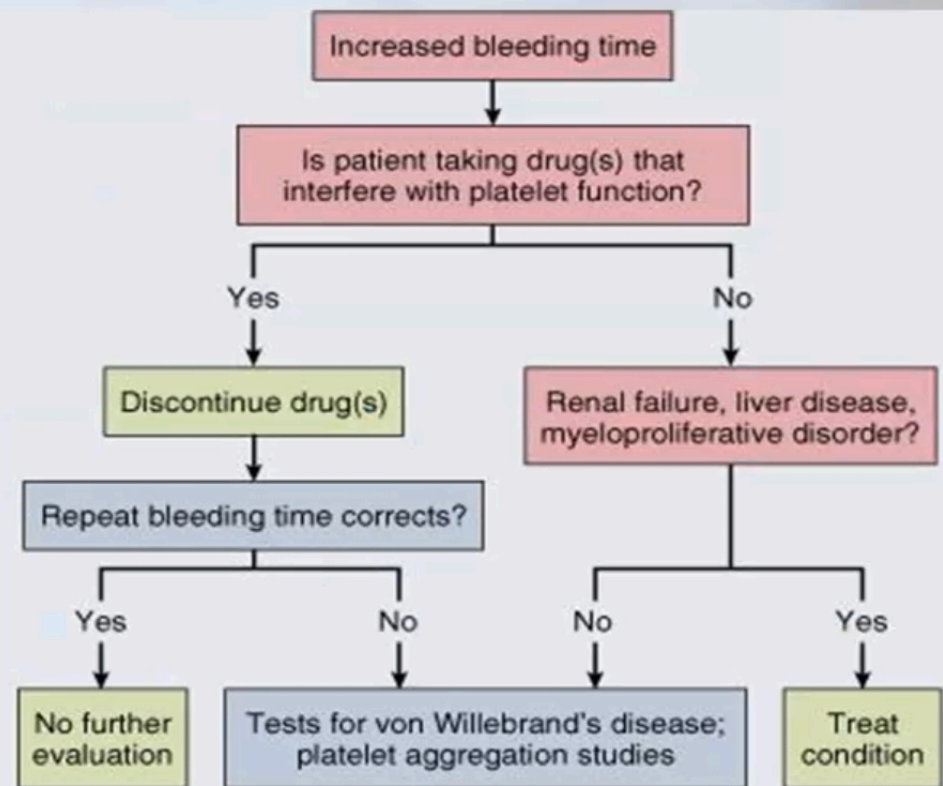 Increased bleeding time
Is patient taking drug(s) that
interfere with platelet function?
Yes
No
Discontinue drug(s)
Renal failure, liver disease,
myeloproliferative disorder?
Repeat bleeding time corrects?
Yes
No
No
Yes
No further
evaluation
Tests for von Willebrand's disease;
platelet aggregation studies
Treat
condition